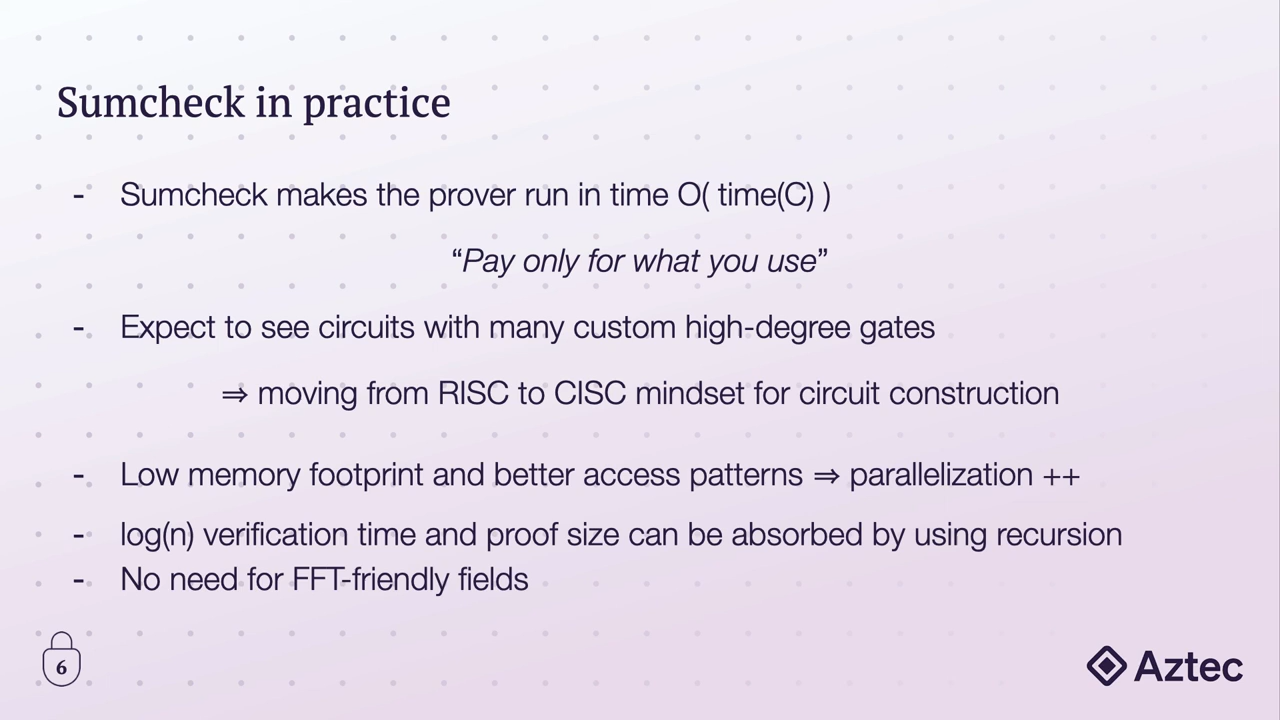 Sumcheck in practice
- Sumcheck makes the prover run in time O( time(C) )
“Pay only for what you use”
- Expect to see circuits with many custom high-degree gates
⇒ moving from RISC to CISC mindset for circuit construction
- Low memory footprint and better access patterns ⇒ parallelization ++
- log(n) verification time and proof size can be absorbed by using recursion
- No need for FFT-friendly fields
6
Aztec